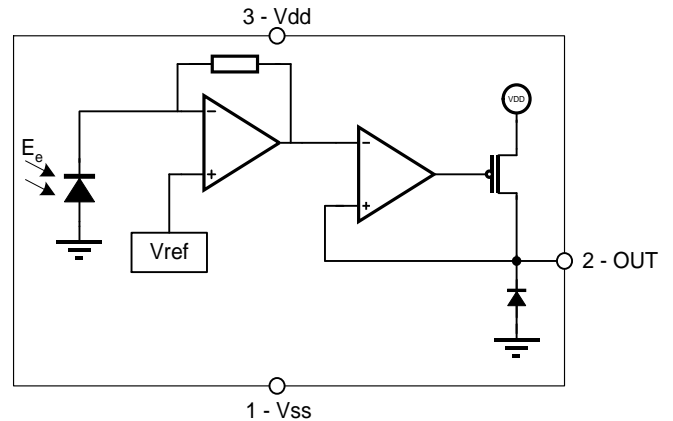 3 - Vdd
VDD
−
+
−
+
Ee
Vref
2 - OUT
1 - Vss